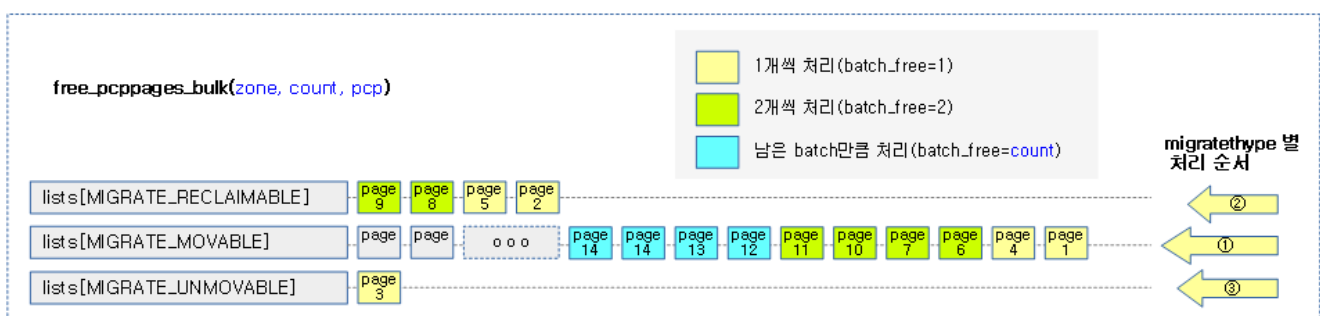 free_pcppages_bulk(zone, count, pcp)
1개씩 처리(batch_free=1)
2개씩 처리(batch_free=2)
남은 batch만큼 처리(batch_free=count)
migratethype 별
처리 순서
lists[MIGRATE_RECLAIMABLE]
page 9
page 8
page 5
page 2
②
lists[MIGRATE_MOVABLE]
page
page
o o o
page 14
page 14
page 13
page 12
page 11
page 10
page 7
page 6
page 4
page 1
①
lists[MIGRATE_UNMOVABLE]
page 3
③